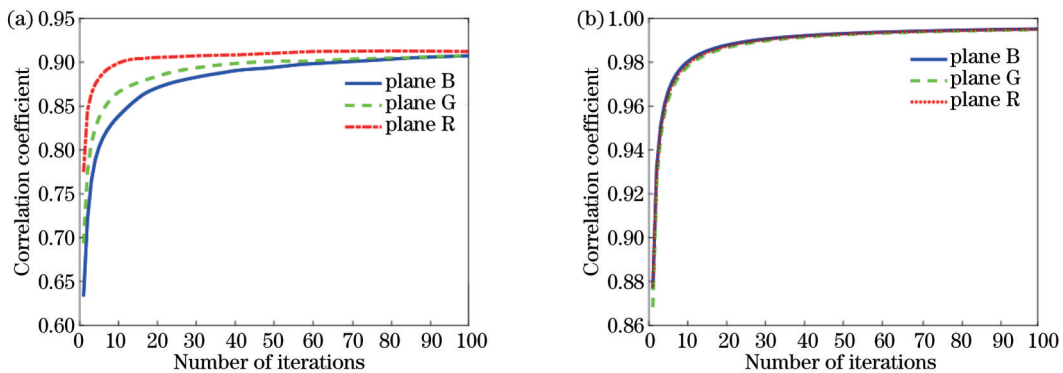 (a)
0.95
0.90
0.85
0.80
0.75
0.70
0.65
0.60
Correlation coefficient
plane B
plane G
plane R
0 10 20 30 40 50 60 70 80 90 100
Number of iterctions
(b)
1.00
0.98
0.96
0.94
0.92
0.90
0.88
0.86
Correlation coefficient
plane B
plane G
plane R
0 10 20 30 40 50 60 70 80 90 100
Number of iterctions